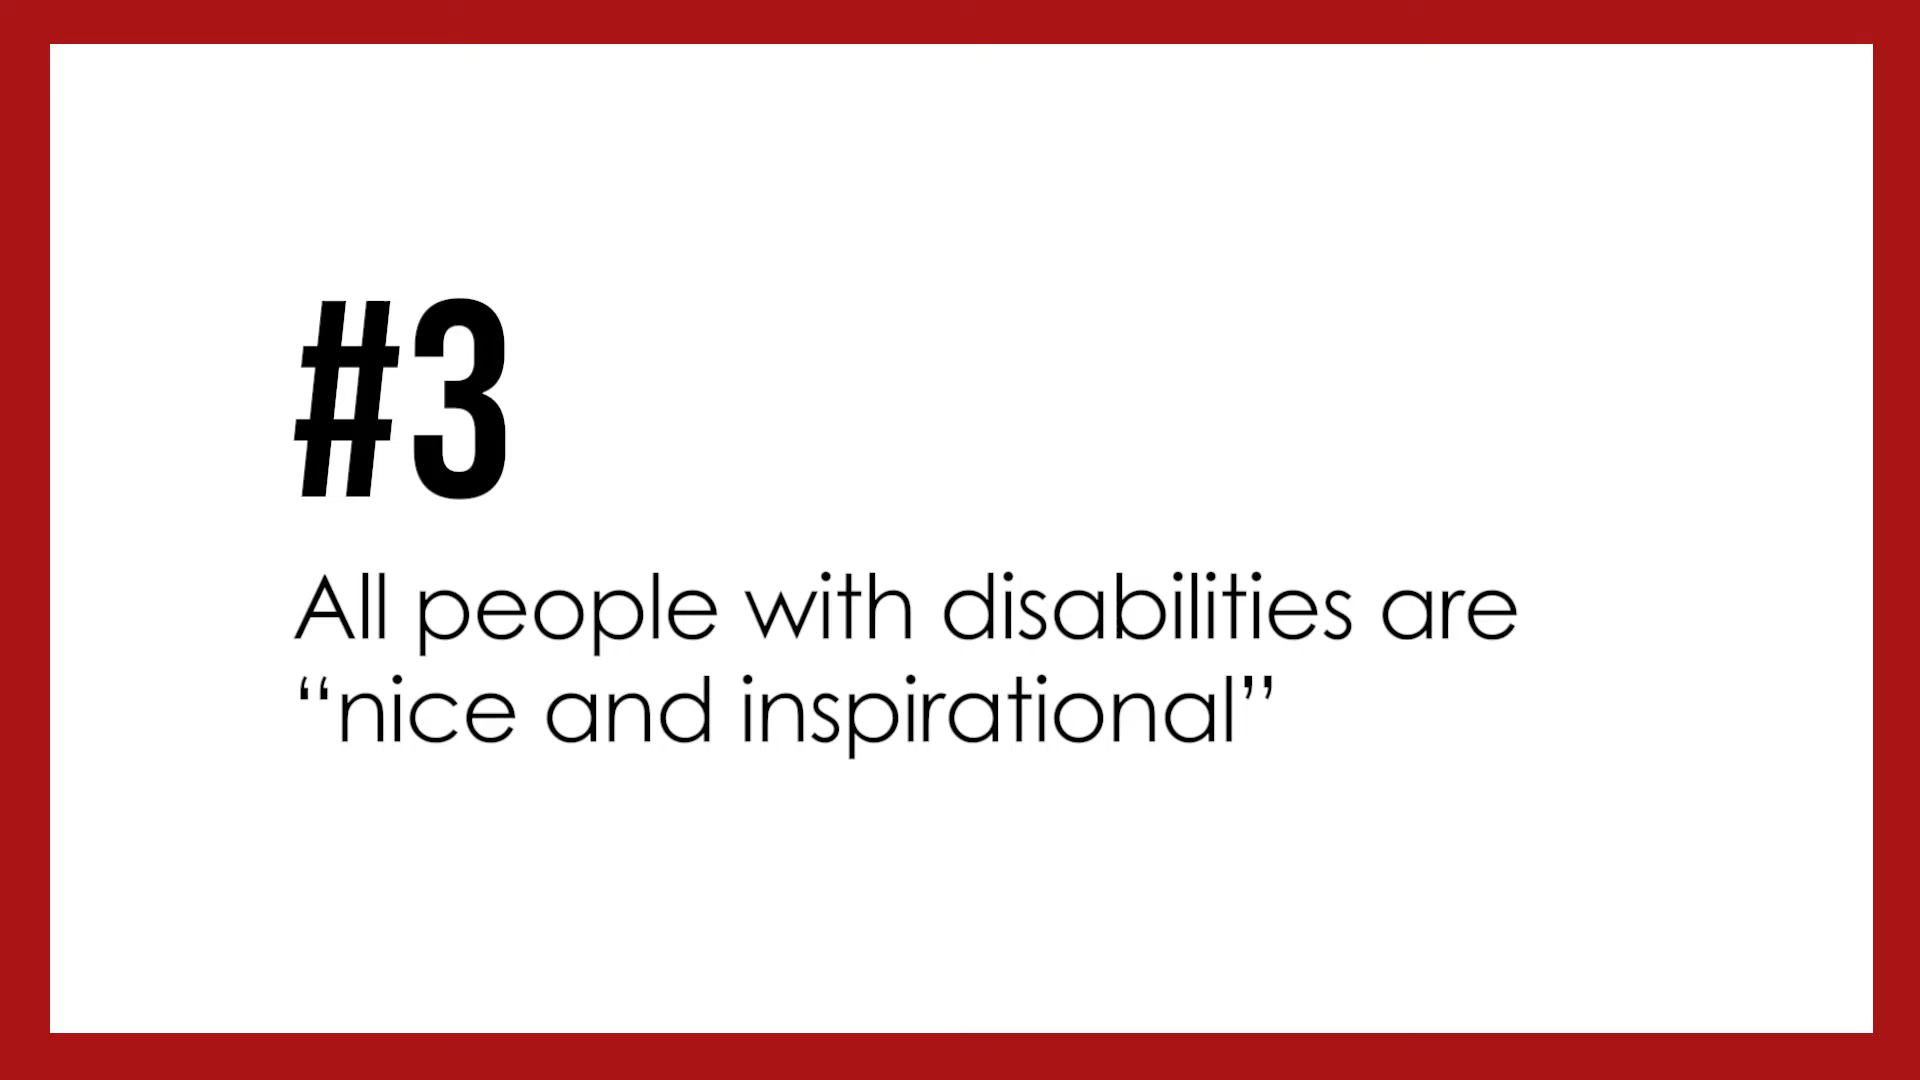 #3
All people with disabilities are
“nice and inspirational”